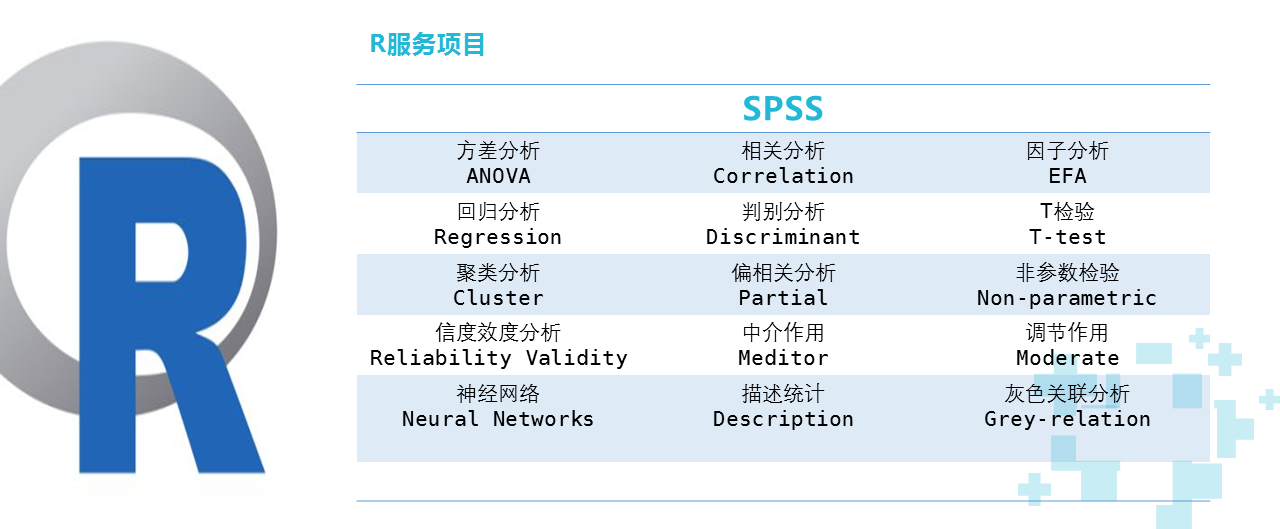 R服务项目
SPSS
方差分析 相关分析 因子分析
ANOVA Correlation EFA
回归分析 判别分析 T检验
Regression Discriminant T-test
聚类分析 偏相关分析 非参数检验
Cluster Partial Non-parametric
信度效度分析 中介作用 调节作用
Reliability Validity Meditor Moderate
神经网络 描述统计 灰色关联分析
Neural Networks Description Grey-relation
R